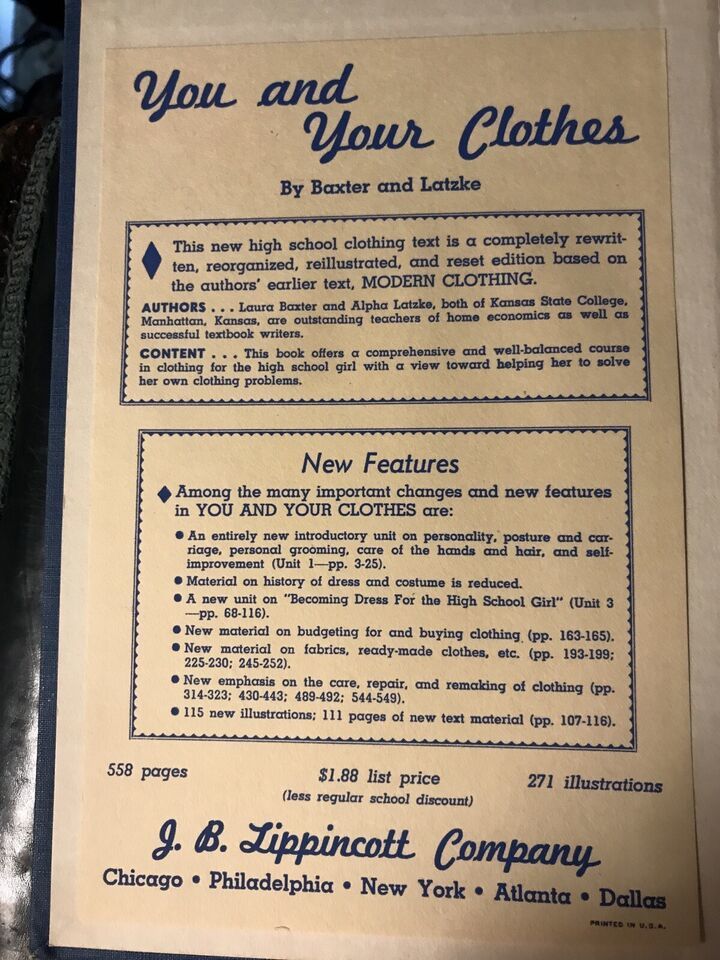 You and
Your Clothes
By Baxter and Latzke
This new high school clothing text is a completely rewrit-
ten, reorganized, reillustrated, and reset edition based on
the authors' earlier text, MODERN CLOTHING.
AUTHORS . . . Laura Baxter and Alpha Latzke, both of Kansas State College,
Manhattan, Kansas, are outstanding teachers of home economics as well as
successful textbook writers.
CONTENT . . . This book offers a comprehensive and well-balanced course
in clothing for the high school girl with a view toward helping her to solve
her own clothing problems.
New Features
Among the many important changes and new features
in YOU AND YOUR CLOTHES are:
● An entirely new introductory unit on personality, posture and car-
riage, personal grooming, care of the hands and hair, and self-
improvement (Unit 1—pp. 3-25).
● Material on history of dress and costume is reduced.
● A new unit on "Becoming Dress For the High School Girl" (Unit 3
—pp. 68-116).
● New material on budgeting for and buying clothing (pp. 163-165).
● New material on fabrics, ready-made clothes, etc. (pp. 193-199;
225-230; 245-252).
● New emphasis on the care, repair, and remaking of clothing (pp.
314-323; 430-443; 489-492; 544-549).
● 115 new illustrations; 111 pages of new text material (pp. 107-116).
558 pages $1.88 list price 271 illustrations
(less regular school discount)
J. B. Lippincott Company
Chicago • Philadelphia • New York • Atlanta • Dallas
PRINTED IN U.S.A.